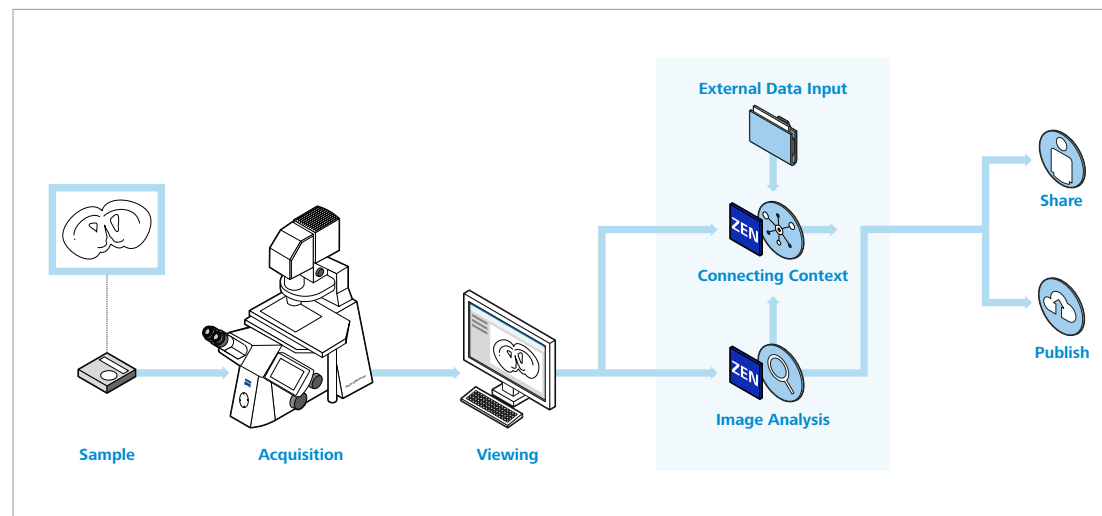 External Data Input
ZEN
Connecting Context
ZEN
Image Analysis
Share
Publish
Sample
Acquisition
Viewing